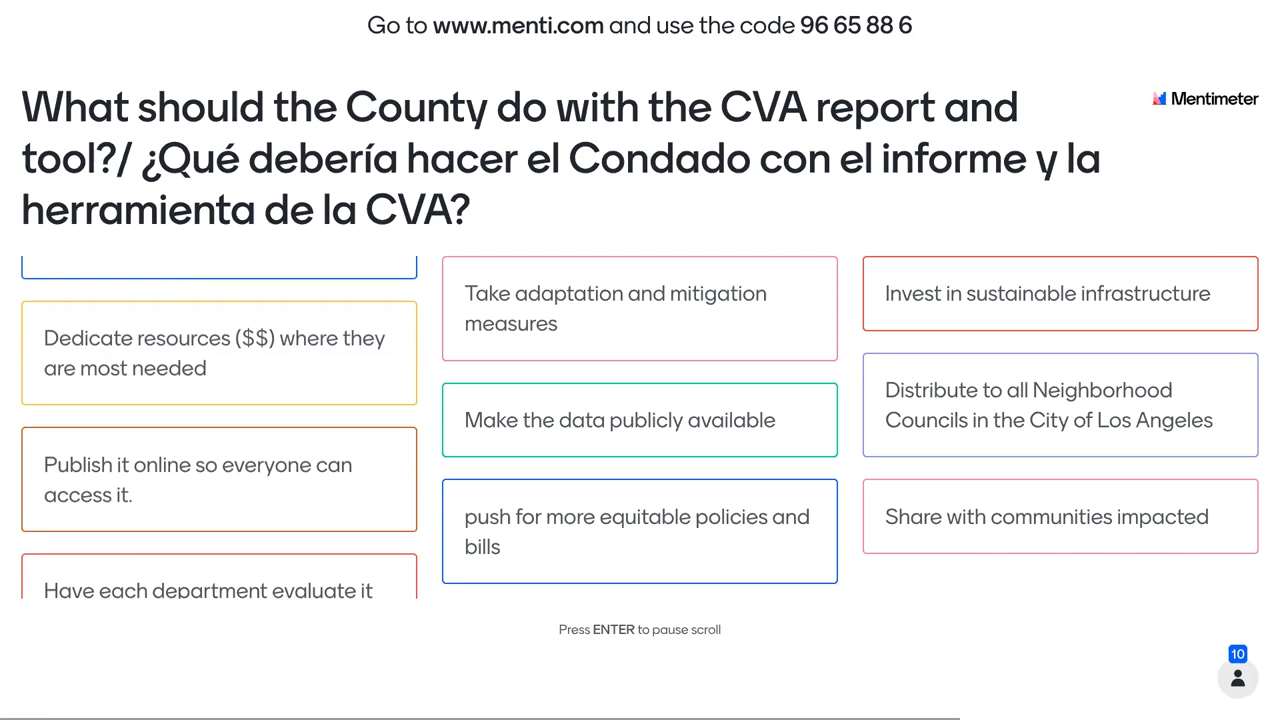 Go to www.menti.com and use the code 96 65 88 6
What should the County do with the CVA report and
tool?/ ¿Qué debería hacer el Condado con el informe y la
herramienta de la CVA?
Mentimeter
Dedicate resources ($$) where they
are most needed
Publish it online so everyone can
access it.
Have each department evaluate it
Take adaptation and mitigation
measures
Make the data publicly available
push for more equitable policies and
bills
Invest in sustainable infrastructure
Distribute to all Neighborhood
Councils in the City of Los Angeles
Share with communities impacted
Press ENTER to pause scroll
10